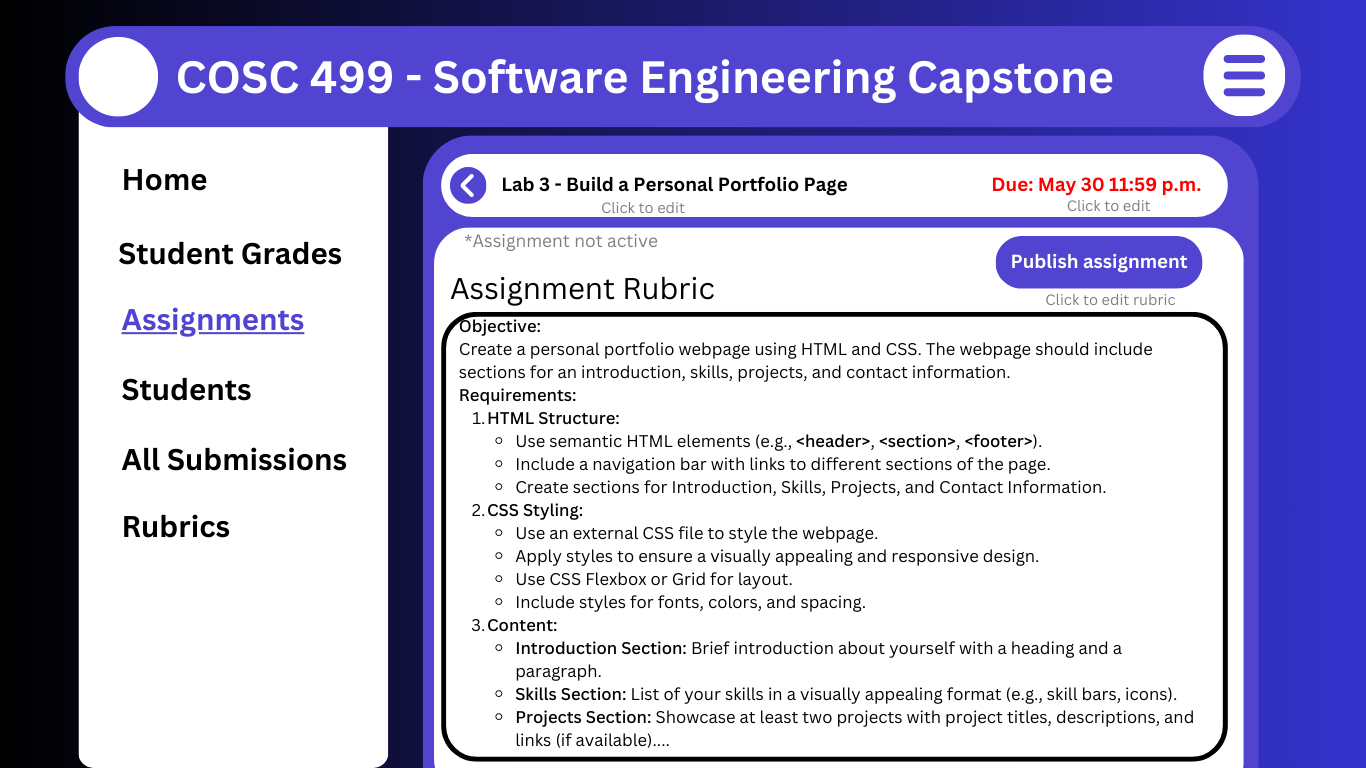 COSC 499 - Software Engineering Capstone
Home
Student Grades
Assignments
Students
All Submissions
Rubrics
Lab 3 - Build a Personal Portfolio Page
Click to edit
Due: May 30 11:59 p.m.
Click to edit
*Assignment not active
Publish assignment
Assignment Rubric
Click to edit rubric
Objective:
Create a personal portfolio webpage using HTML and CSS. The webpage should include
sections for an introduction, skills, projects, and contact information.
Requirements:
1. HTML Structure:
○ Use semantic HTML elements (e.g., <header>, <section>, <footer>).
○ Include a navigation bar with links to different sections of the page.
○ Create sections for Introduction, Skills, Projects, and Contact Information.
2. CSS Styling:
○ Use an external CSS file to style the webpage.
○ Apply styles to ensure a visually appealing and responsive design.
○ Use CSS Flexbox or Grid for layout.
○ Include styles for fonts, colors, and spacing.
3. Content:
○ Introduction Section: Brief introduction about yourself with a heading and a
paragraph.
○ Skills Section: List of your skills in a visually appealing format (e.g., skill bars, icons).
○ Projects Section: Showcase at least two projects with project titles, descriptions, and
links (if available)....